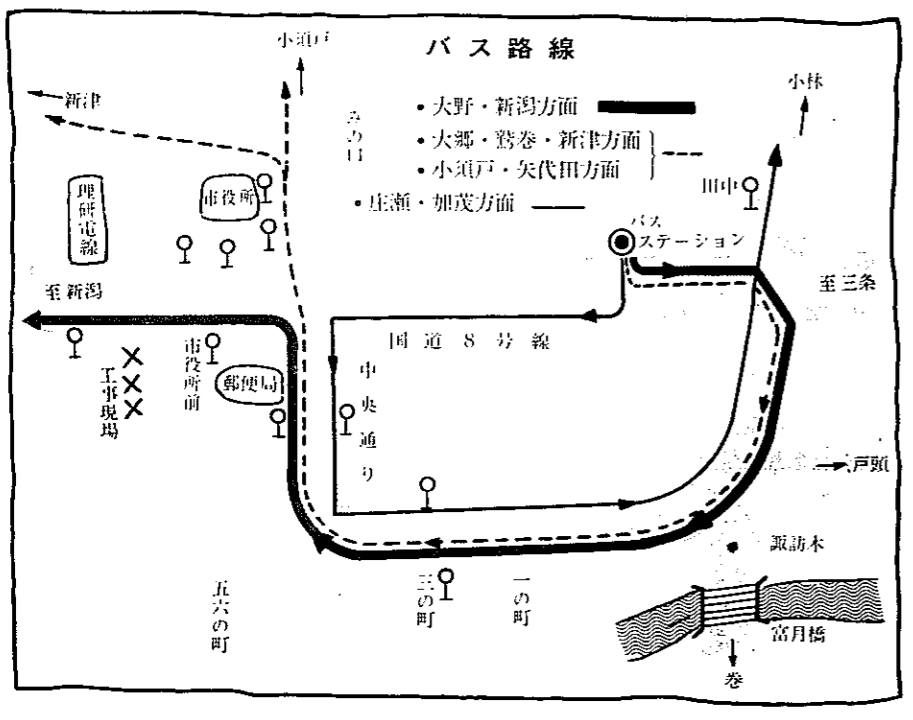 バス路線
小須戸
新津
みの口
・大野・新潟方面
・大郷・鷲巻・新津方面
・小須戸・矢代田方面
・庄瀬・加茂方面
小林
田中
バス
ステーション
市役所
理研電線
至新潟
至三条
国道8号線
市役所前
郵便局
工事現場
中央通り
戸頭
諏訪木
五六の町
三の町
一の町
富月橋
巻